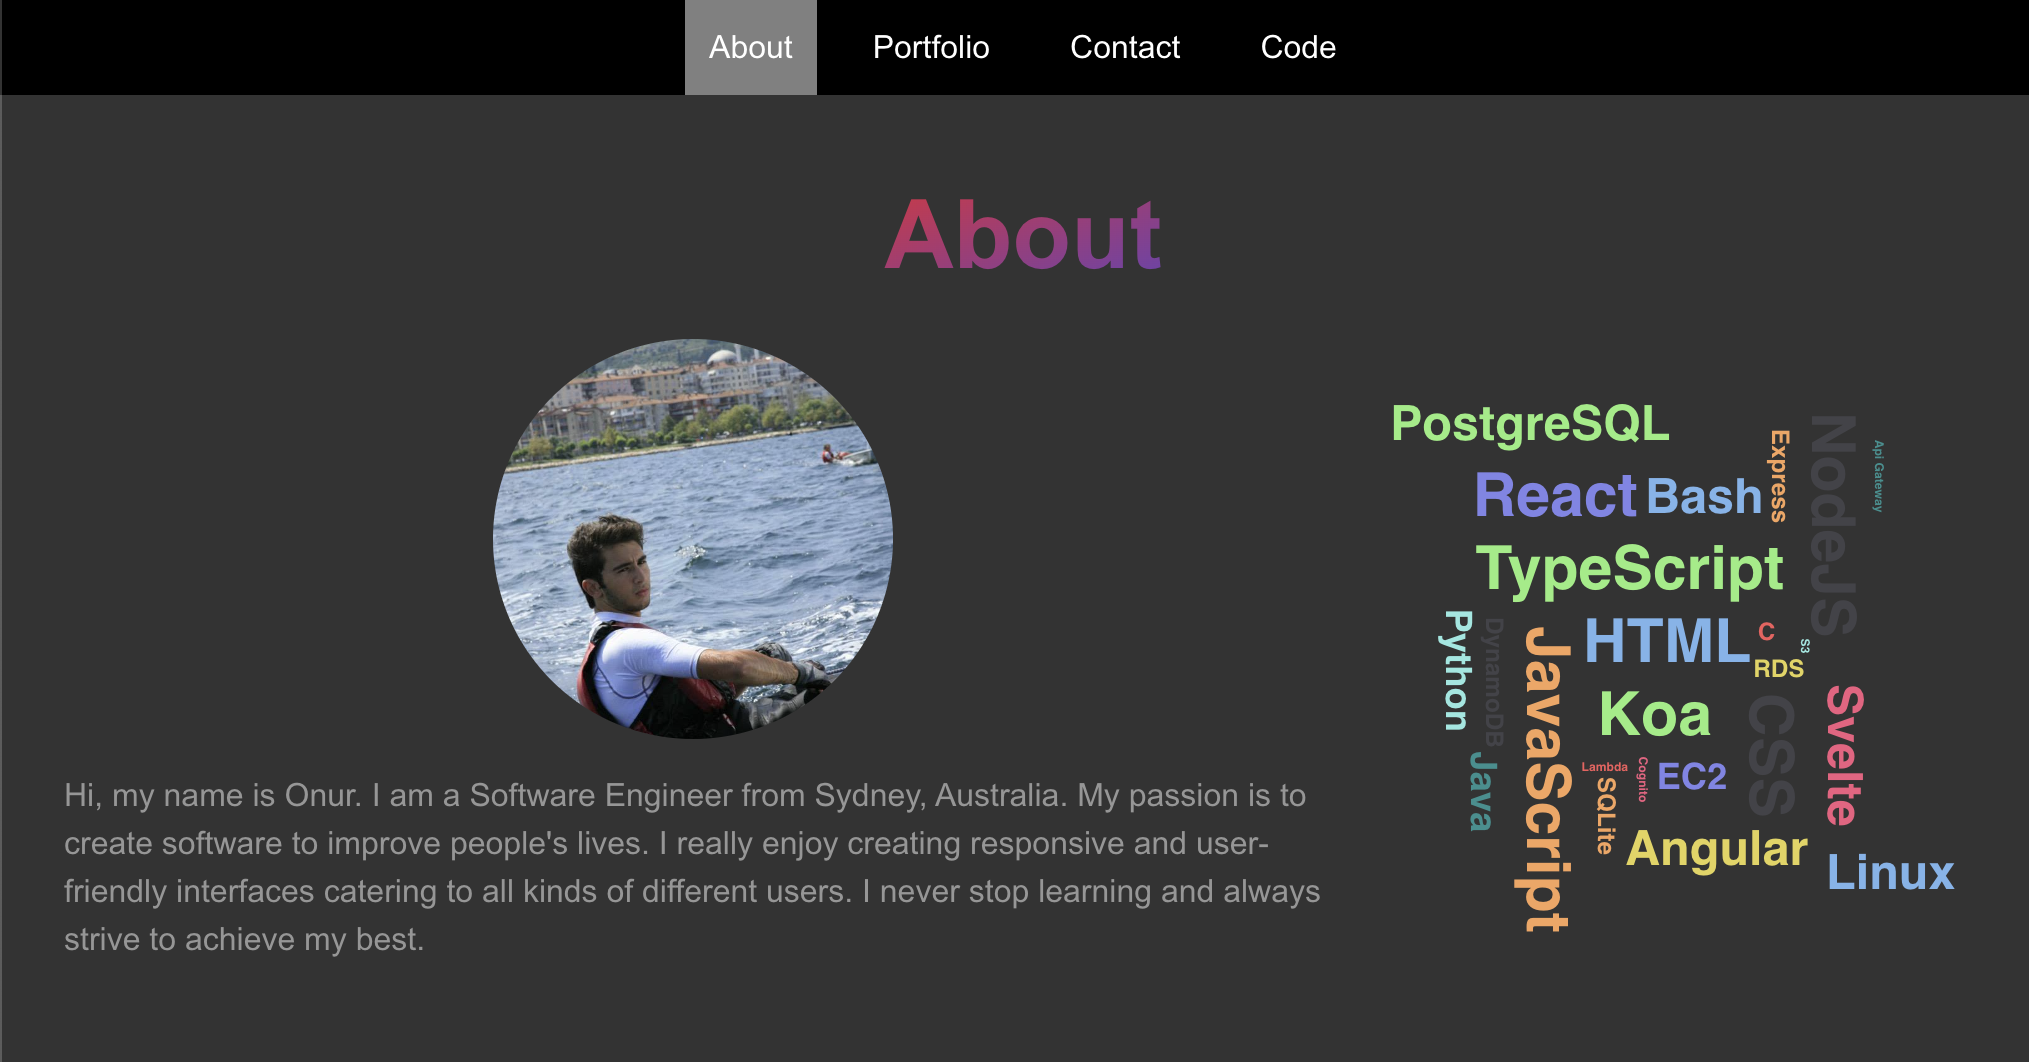 About Portfolio Contact Code
About
Hi, my name is Onur. I am a Software Engineer from Sydney, Australia. My passion is to
create software to improve people's lives. I really enjoy creating responsive and user-
friendly interfaces catering to all kinds of different users. I never stop learning and always
strive to achieve my best.
PostgreSQL
Express
NodeJS
Api Gateway
React
Bash
TypeScript
Python
DynamoDB
JavaScript
HTML
C
S3
RDS
Koa
CSS
Svelte
Java
Lambda
Cognito
EC2
SQLite
Angular
Linux